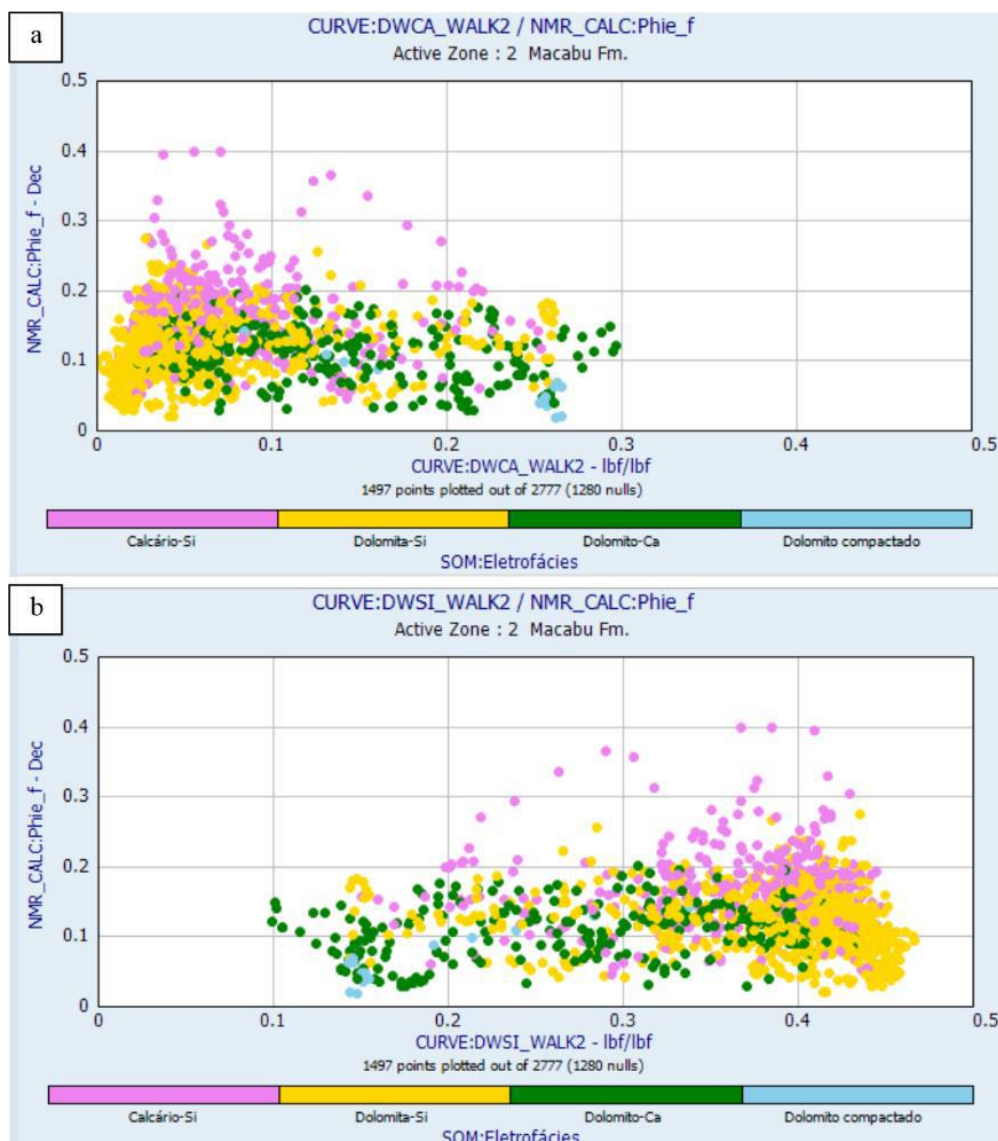 a
CURVE:DWCA_WALK2 / NMR_CALC:Phie_f
Active Zone : 2 Macabu Fm.
NMR_CALC:Phie_f - Dec
0.5
0.4
0.3
0.2
0.1
0
0 0.1 0.2 0.3 0.4 0.5
CURVE:DWCA_WALK2 - lbf/lbf
1497 points plotted out of 2777 (1280 nulls)
Calcário-Si Dolomita-Si Dolomito-Ca Dolomito compactado
SOM:Eletrofácies
b
CURVE:DWSI_WALK2 / NMR_CALC:Phie_f
Active Zone : 2 Macabu Fm.
NMR_CALC:Phie_f - Dec
0.5
0.4
0.3
0.2
0.1
0
0 0.1 0.2 0.3 0.4 0.5
CURVE:DWSI_WALK2 - lbf/lbf
1497 points plotted out of 2777 (1280 nulls)
Calcário-Si Dolomita-Si Dolomito-Ca Dolomito compactado
SOM:Eletrofácies